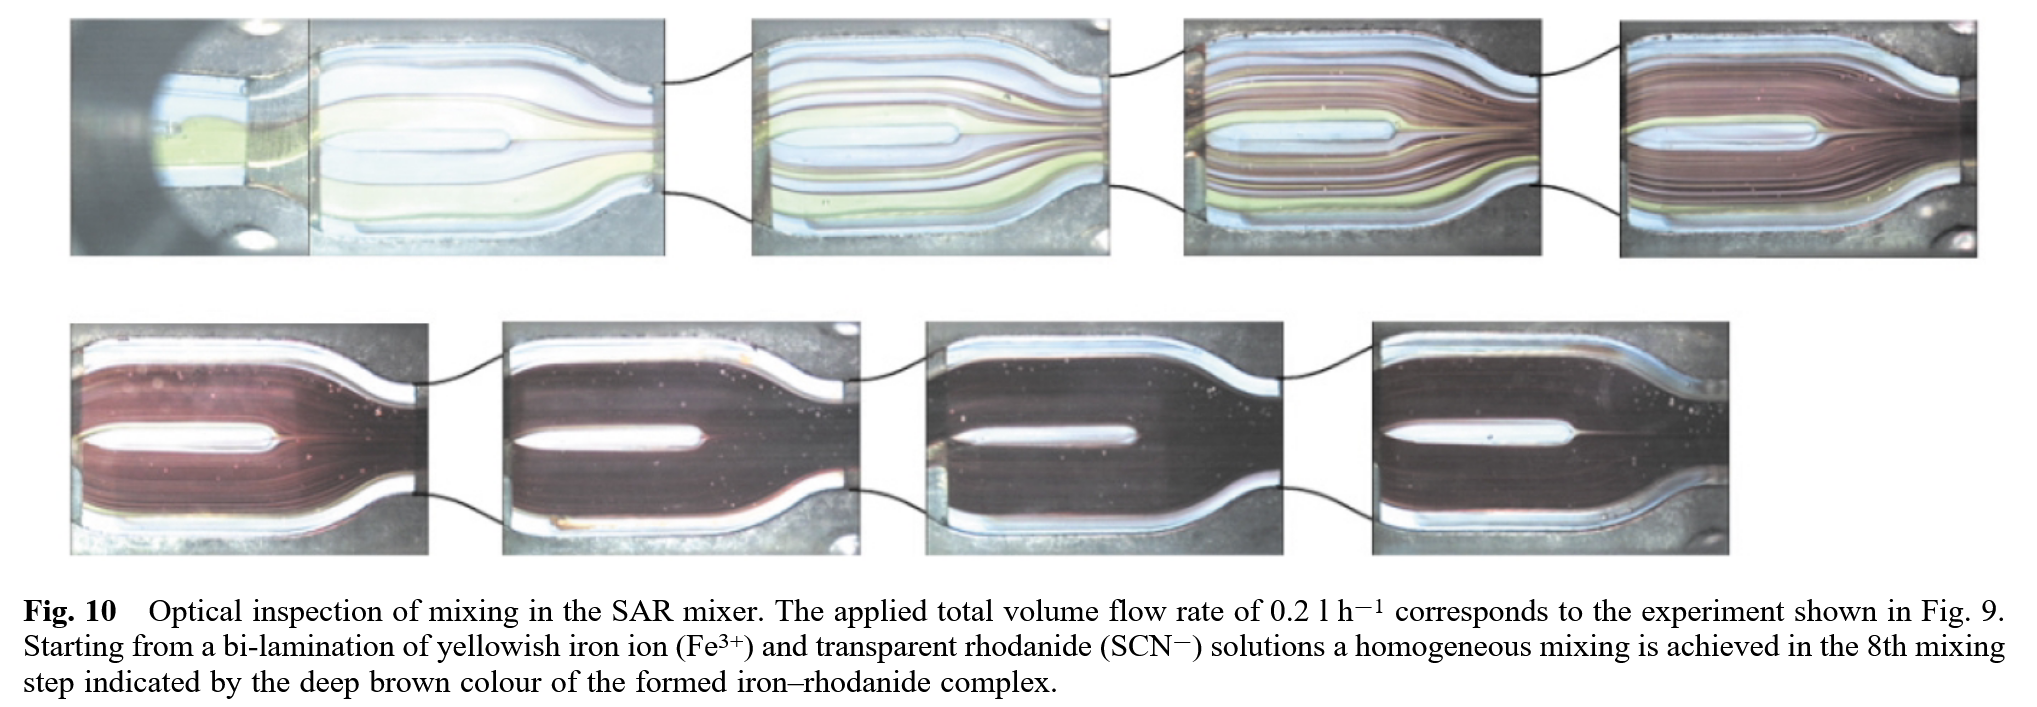 Fig. 10 Optical inspection of mixing in the SAR mixer. The applied total volume flow rate of 0.2 l h−1 corresponds to the experiment shown in Fig. 9.
Starting from a bi-lamination of yellowish iron ion (Fe3+) and transparent rhodanide (SCN−) solutions a homogeneous mixing is achieved in the 8th mixing
step indicated by the deep brown colour of the formed iron–rhodanide complex.